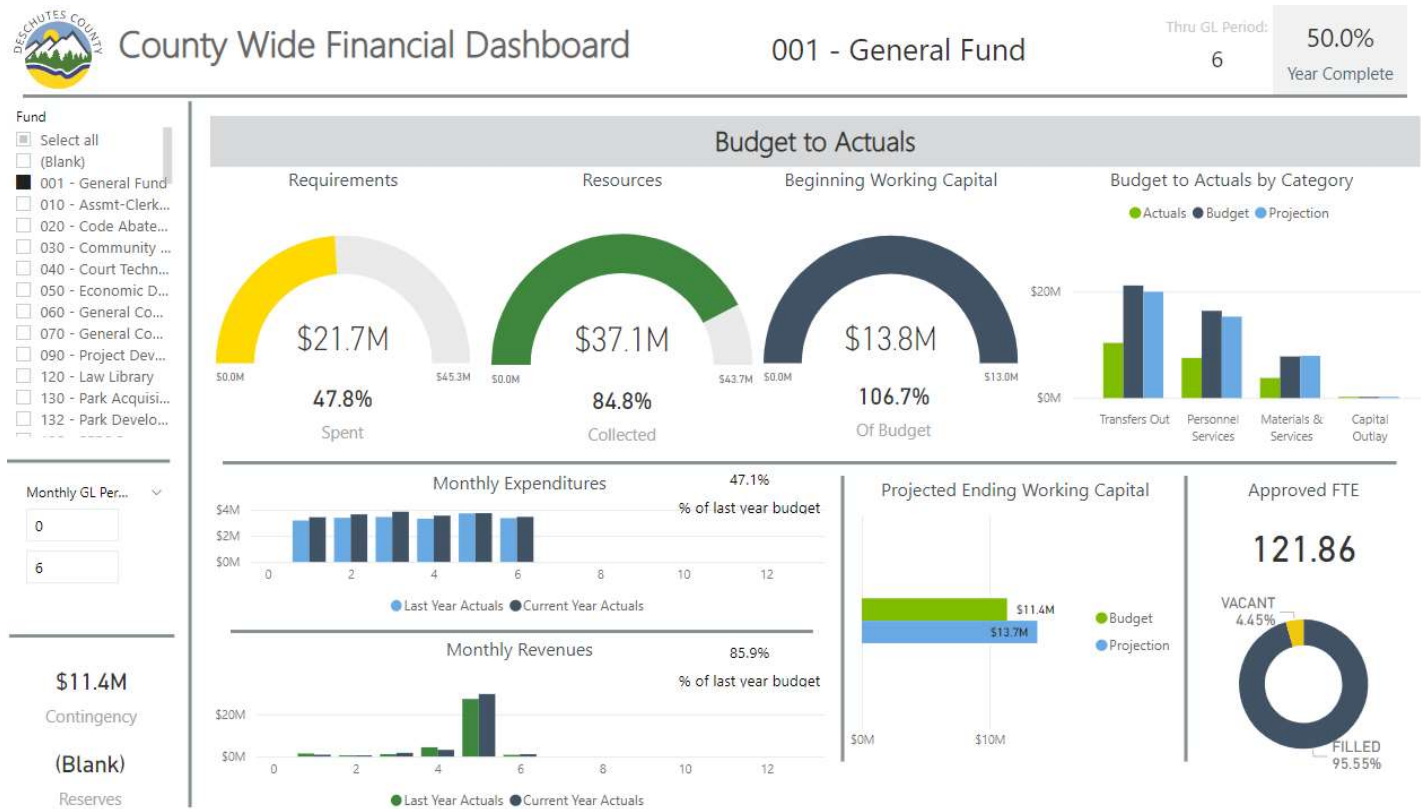 DESCHUTES COUNTY
County Wide Financial Dashboard
001 - General Fund
Thru GL Period:
6
50.0%
Year Complete
Fund
Select all
(Blank)
001 - General Fund
010 - Assmt-Clerk...
020 - Code Abate...
030 - Community ...
040 - Court Techn...
050 - Economic D...
060 - General Co...
070 - General Co...
090 - Project Dev...
120 - Law Library
130 - Park Acquisi...
132 - Park Develo...
Monthly GL Per...
0
6
$11.4M
Contingency
(Blank)
Reserves
Budget to Actuals
Requirements
$21.7M
$0.0M $45.3M
47.8%
Spent
Resources
$37.1M
$0.0M $43.7M
84.8%
Collected
Beginning Working Capital
$13.8M
$0.0M $13.0M
106.7%
Of Budget
Budget to Actuals by Category
Actuals Budget Projection
$20M
$0M
Transfers Out Personnel Materials & Capital
Services Services Outlay
Monthly Expenditures
47.1%
% of last year budget
$4M
$2M
$0M
0 2 4 6 8 10 12
Last Year Actuals Current Year Actuals
Monthly Revenues
85.9%
% of last year budget
$20M
$0M
0 2 4 6 8 10 12
Last Year Actuals Current Year Actuals
Projected Ending Working Capital
$11.4M
$13.7M
Budget
Projection
$0M $10M
Approved FTE
121.86
VACANT
4.45%
FILLED
95.55%